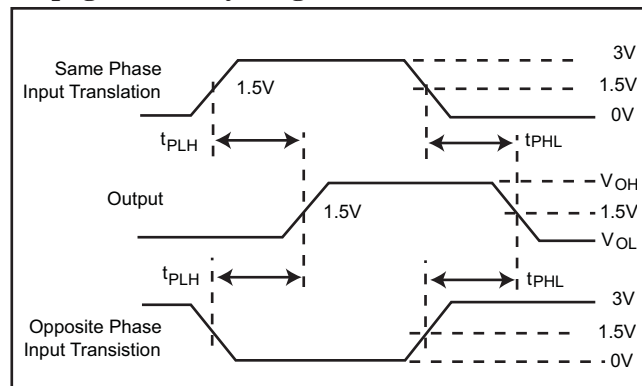 Same Phase
Input Translation
1.5V
3V
1.5V
0V
tPLH
tPHL
Output
1.5V
VOH
1.5V
VOL
tPLH
tPHL
Opposite Phase
Input Transistion
3V
1.5V
0V